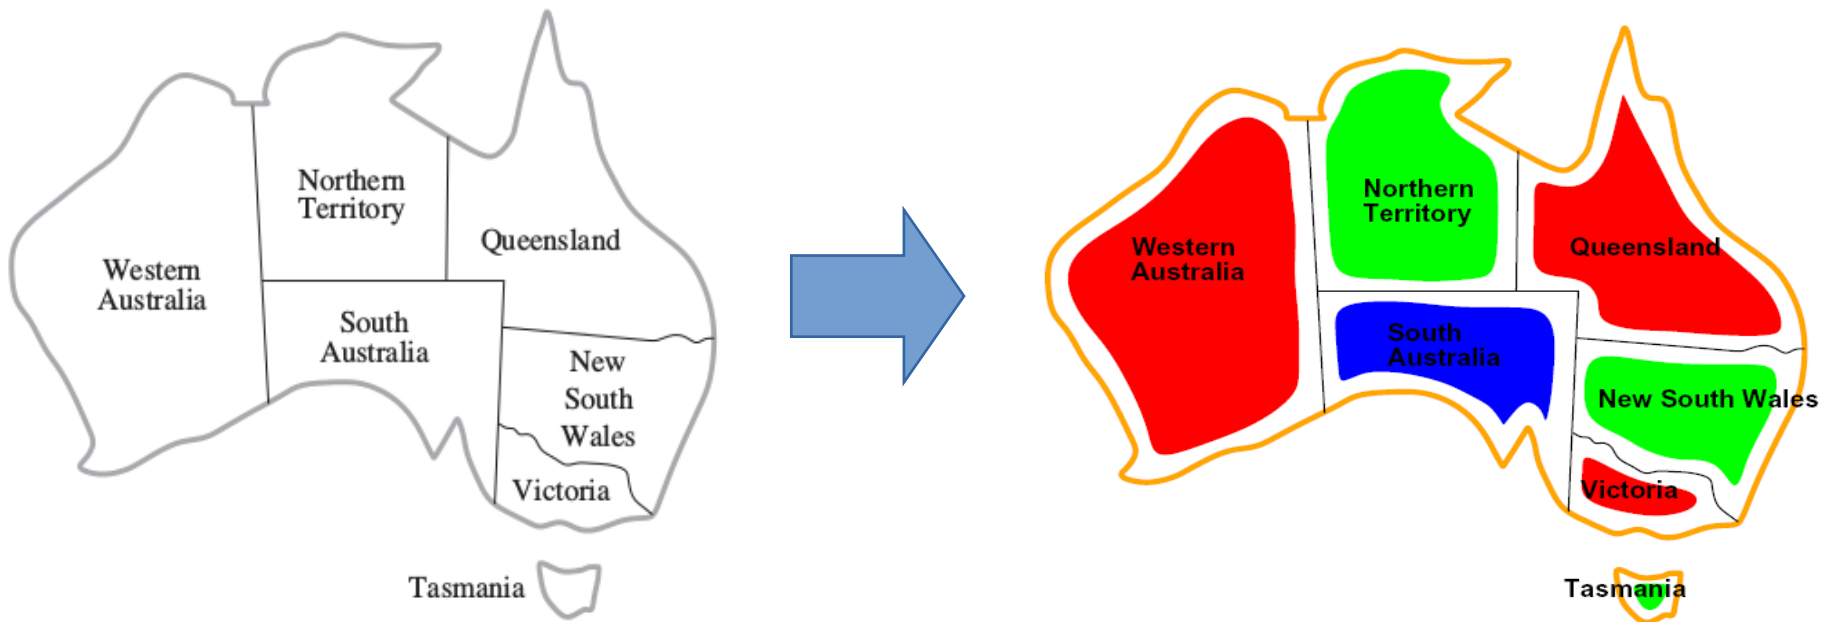 Northern
Territory
Queensland
Western
Australia
South
Australia
New
South
Wales
Victoria
Tasmania
Northern
Territory
Western
Australia
Queensland
South
Australia
New South Wales
Victoria
Tasmania